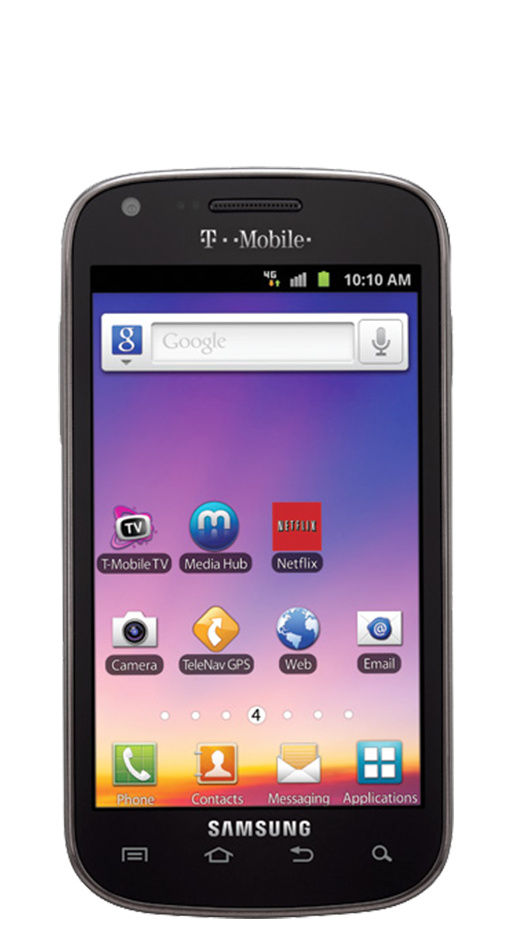 T··Mobile·
4G 10:10 AM
8 Google
TV m NETFLIX
T-Mobile TV Media Hub Netflix
@
Camera TeleNav GPS Web Email
4
Phone Contacts Messaging Applications
SAMSUNG